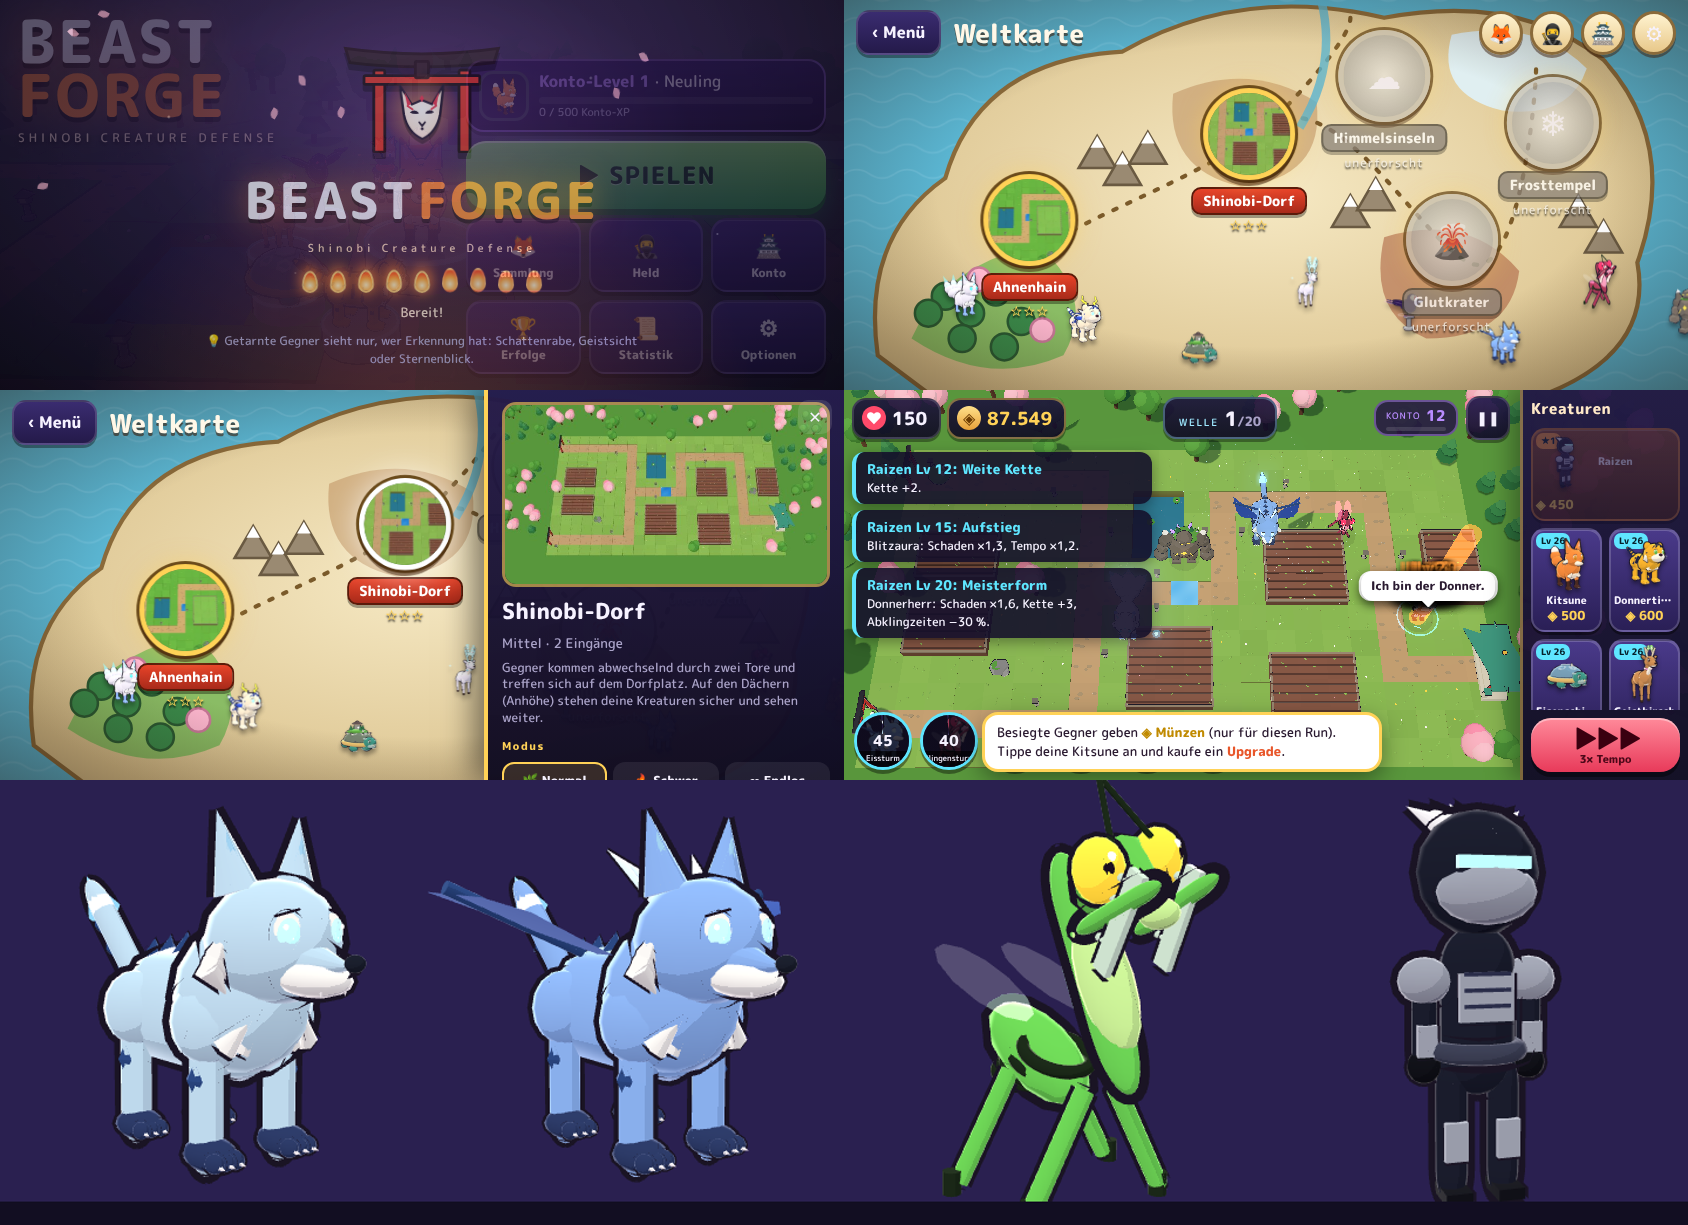 BEAST
FORGE
SHINOBI CREATURE DEFENSE
Konto-Level 1 · Neuling
0 / 500 Konto-XP
SPIELEN
BEASTFORGE
Shinobi Creature Defense
Sammlung
Held
Konto
Bereit!
Getarnte Gegner sieht nur, wer Erkennung hat: Schattenrabe, Geistsicht
oder Sternenblick.
Erfolge
Statistik
Optionen
‹ Menü
Weltkarte
Himmelsinseln
unerforscht
Frosttempel
unerforscht
Shinobi-Dorf
Ahnenhain
Glutkrater
unerforscht
‹ Menü
Weltkarte
Shinobi-Dorf
Ahnenhain
Shinobi-Dorf
Mittel · 2 Eingänge
Gegner kommen abwechselnd durch zwei Tore und
treffen sich auf dem Dorfplatz. Auf den Dächern
(Anhöhe) stehen deine Kreaturen sicher und sehen
weiter.
Modus
Normal
Schwer
Endlos
150
87.549
WELLE 1/20
KONTO 12
Raizen Lv 12: Weite Kette
Kette +2.
Raizen Lv 15: Aufstieg
Blitzaura: Schaden ×1,3, Tempo ×1,2.
Raizen Lv 20: Meisterform
Donnerherr: Schaden ×1,6, Kette +3,
Abklingzeiten −30 %.
Ich bin der Donner.
45
Eissturm
40
Besiegte Gegner geben ◈ Münzen (nur für diesen Run).
Tippe deine Kitsune an und kaufe ein Upgrade.
Kreaturen
Raizen
450
Lv 26
Kitsune
500
Lv 26
Donnerti…
600
Lv 26
Lv 26
3× Tempo